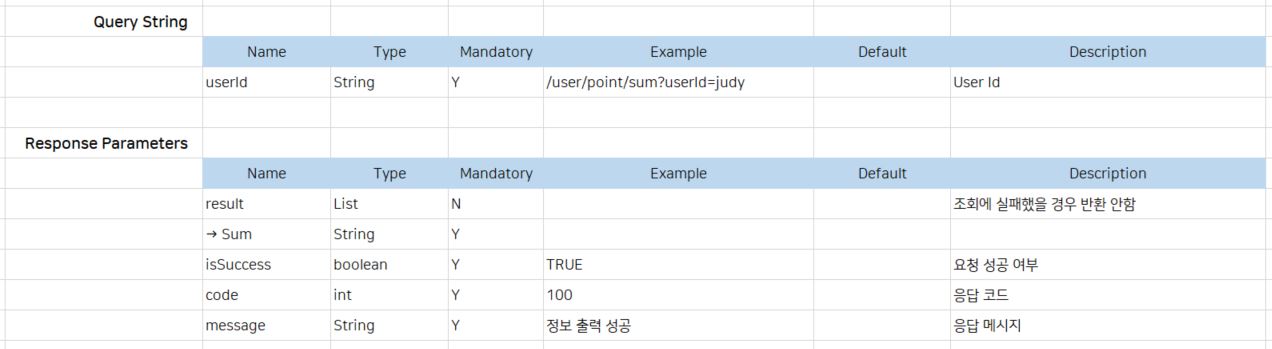 Query String
Name Type Mandatory Example Default Description
userId String Y /user/point/sum?userId=judy User Id
Response Parameters
Name Type Mandatory Example Default Description
result List N 조회에 실패했을 경우 반환 안함
→ Sum String Y
isSuccess boolean Y TRUE 요청 성공 여부
code int Y 100 응답 코드
message String Y 정보 출력 성공 응답 메시지